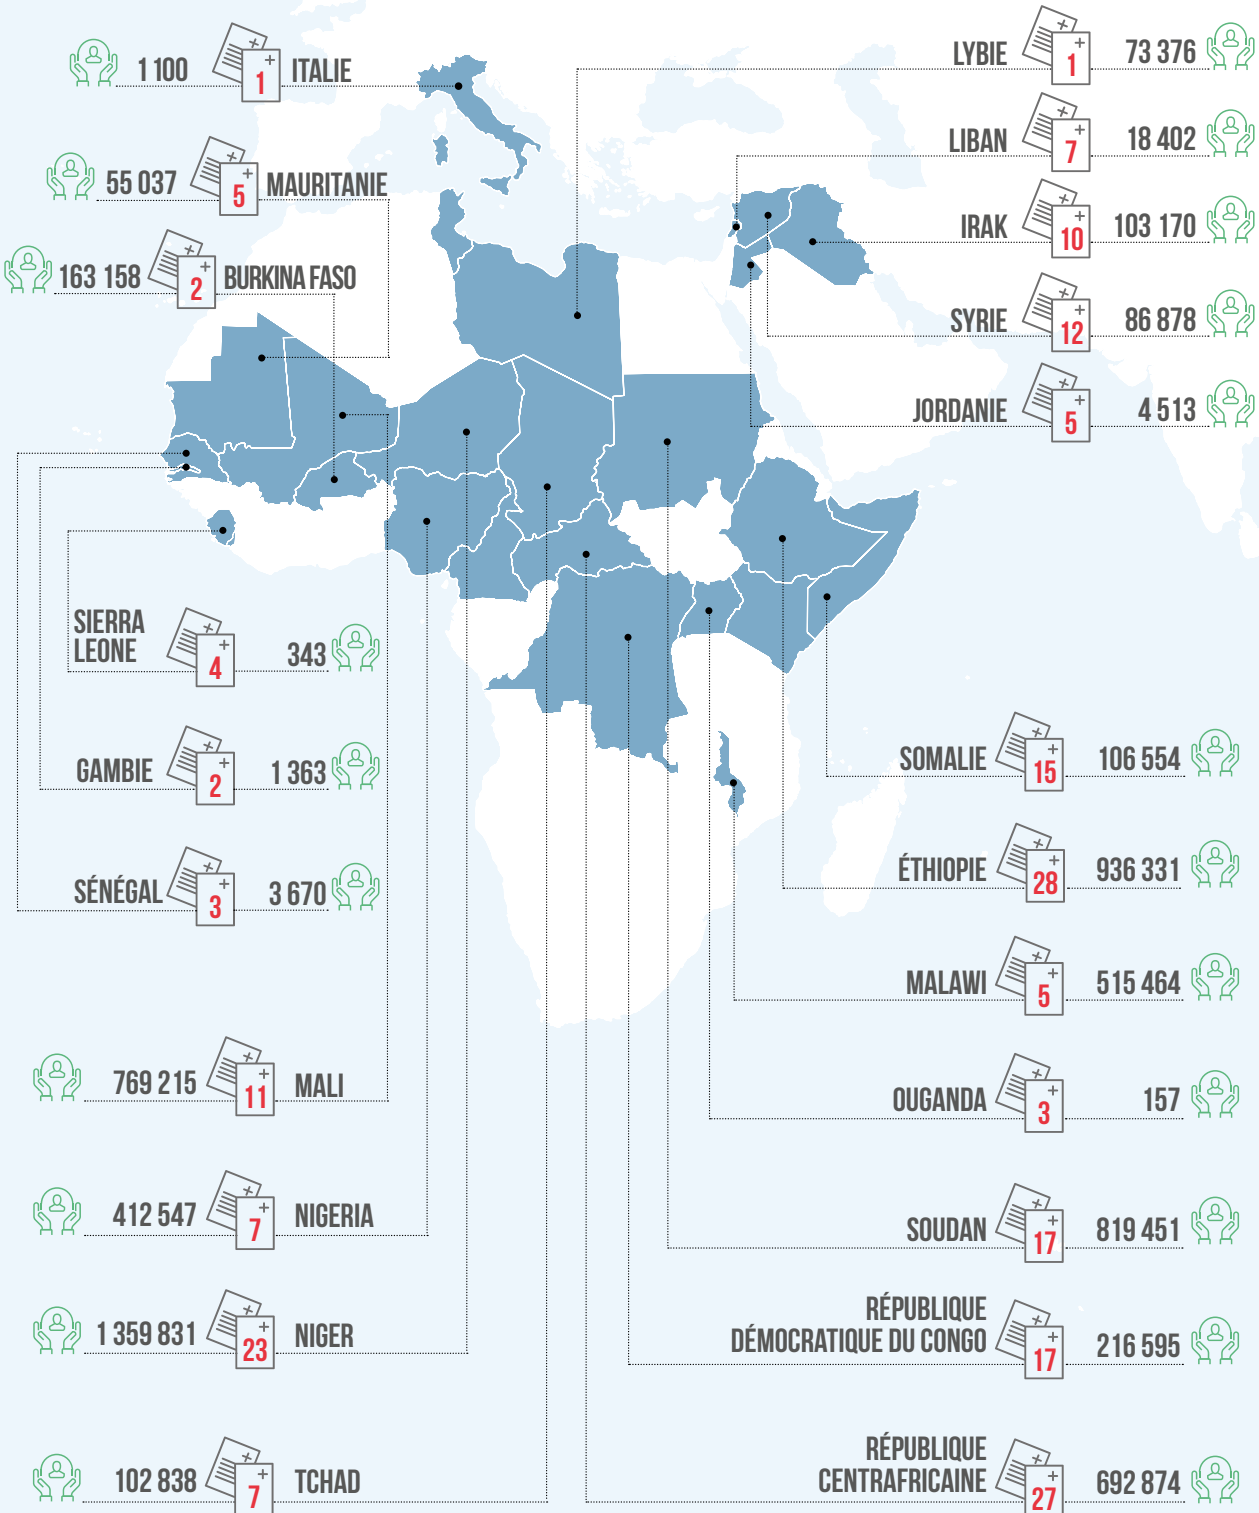 1 100
1
ITALIE
55 037
5
MAURITANIE
163 158
2
BURKINA FASO
SIERRA
LEONE
4
343
GAMBIE
2
1 363
SÉNÉGAL
3
3 670
769 215
11
MALI
412 547
7
NIGERIA
1 359 831
23
NIGER
102 838
7
TCHAD
LYBIE
1
73 376
LIBAN
7
18 402
IRAK
10
103 170
SYRIE
12
86 878
JORDANIE
5
4 513
SOMALIE
15
106 554
ÉTHIOPIE
28
936 331
MALAWI
5
515 464
OUGANDA
3
157
SOUDAN
17
819 451
RÉPUBLIQUE
DÉMOCRATIQUE DU CONGO
17
216 595
RÉPUBLIQUE
CENTRAFRICAINE
27
692 874